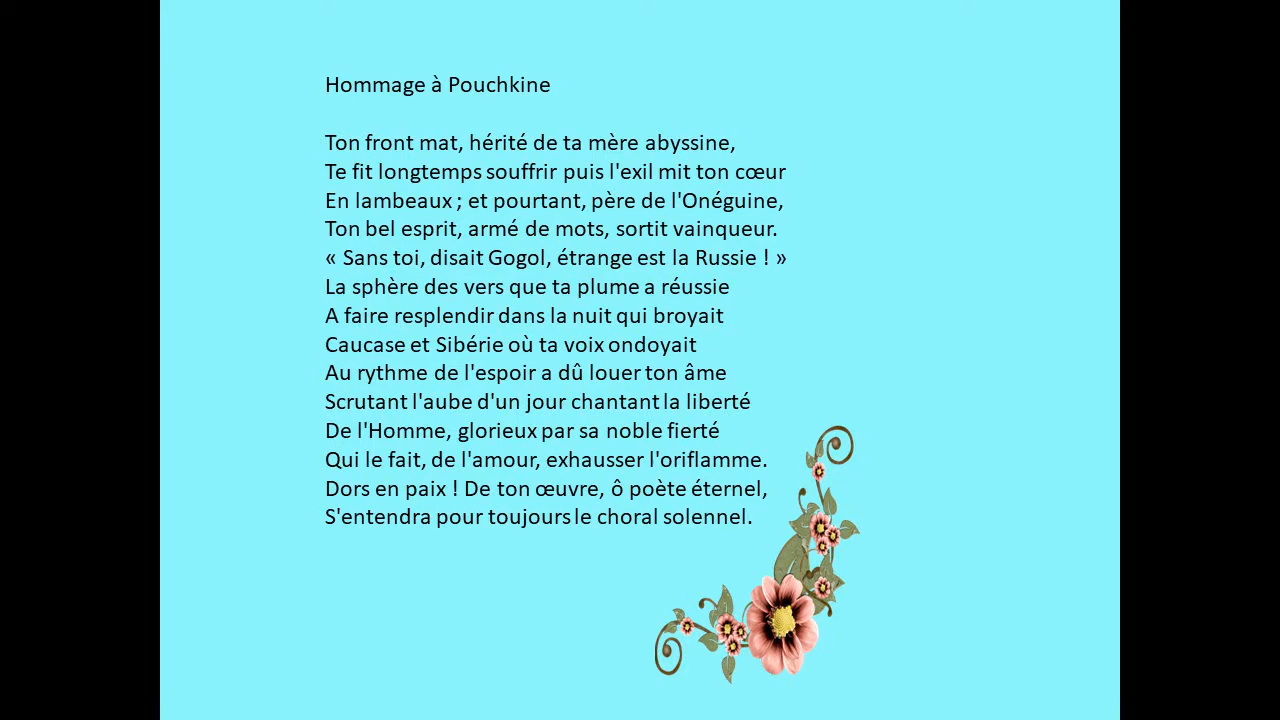 Hommage à Pouchkine
Ton front mat, hérité de ta mère abyssine,
Te fit longtemps souffrir puis l'exil mit ton cœur
En lambeaux ; et pourtant, père de l'Onéguine,
Ton bel esprit, armé de mots, sortit vainqueur.
« Sans toi, disait Gogol, étrange est la Russie ! »
La sphère des vers que ta plume a réussie
A faire resplendir dans la nuit qui broyait
Caucase et Sibérie où ta voix ondoyait
Au rythme de l'espoir a dû louer ton âme
Scrutant l'aube d'un jour chantant la liberté
De l'Homme, glorieux par sa noble fierté
Qui le fait, de l'amour, exhausser l'oriflamme.
Dors en paix ! De ton œuvre, ô poète éternel,
S'entendra pour toujours le choral solennel.